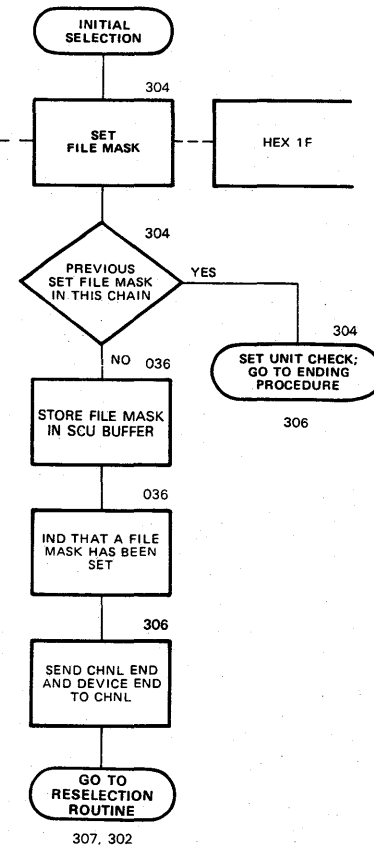 INITIAL
SELECTION
304
SET
FILE MASK
HEX 1F
304
PREVIOUS
SET FILE MASK
IN THIS CHAIN
YES
304
SET UNIT CHECK;
GO TO ENDING
PROCEDURE
306
NO
036
STORE FILE MASK
IN SCU BUFFER
036
IND THAT A FILE
MASK HAS BEEN
SET
306
SEND CHNL END
AND DEVICE END
TO CHNL
GO TO
RESELECTION
ROUTINE
307, 302